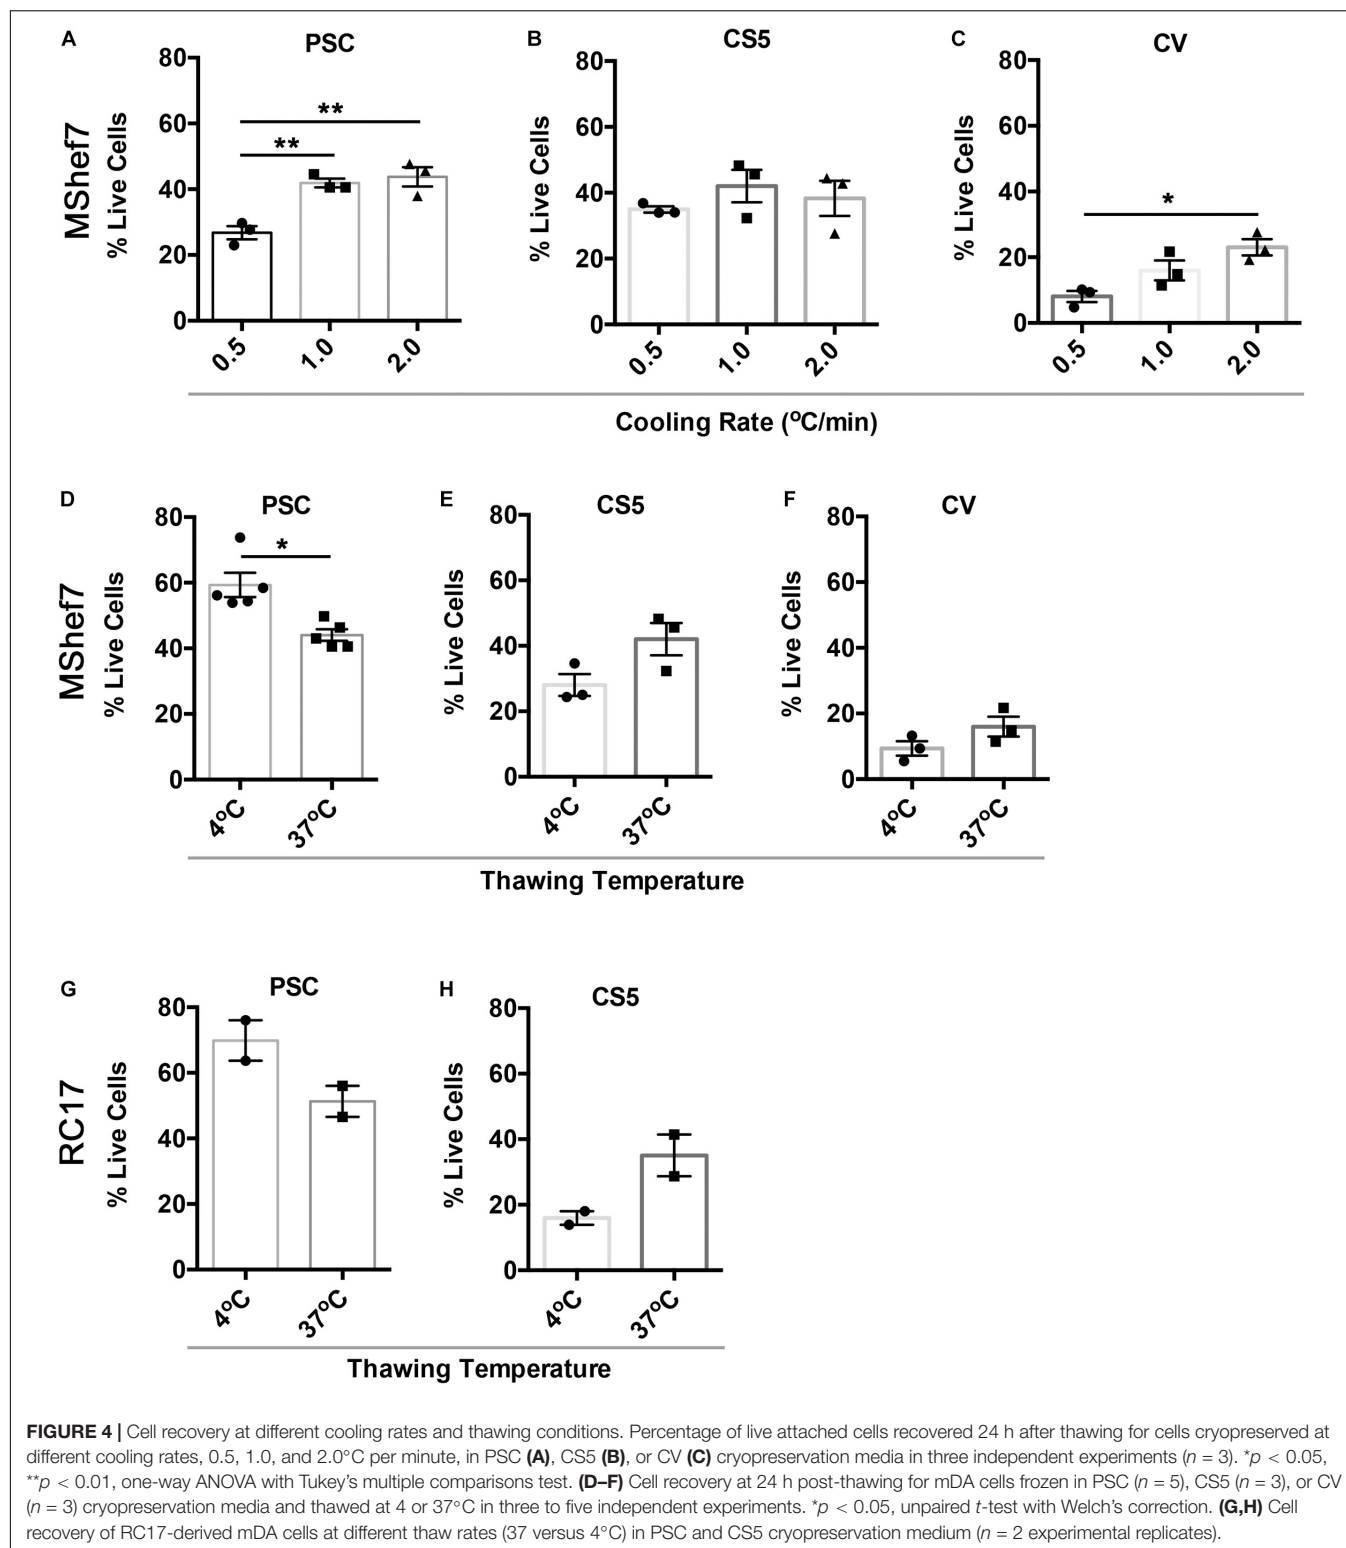 A PSC
B CS5
C CV
MShef7
% Live Cells
80
60
40
20
0
** 
**
0.5 1.0 2.0
% Live Cells
80
60
40
20
0
0.5 1.0 2.0
% Live Cells
80
60
40
20
0
*
0.5 1.0 2.0
Cooling Rate (ºC/min)
D PSC
E CS5
F CV
MShef7
% Live Cells
80
60
40
20
0
*
4ºC 37ºC
% Live Cells
80
60
40
20
0
4ºC 37ºC
% Live Cells
80
60
40
20
0
4ºC 37ºC
Thawing Temperature
G PSC
H CS5
RC17
% Live Cells
80
60
40
20
0
4ºC 37ºC
% Live Cells
80
60
40
20
0
4ºC 37ºC
Thawing Temperature
FIGURE 4 | Cell recovery at different cooling rates and thawing conditions. Percentage of live attached cells recovered 24 h after thawing for cells cryopreserved at
different cooling rates, 0.5, 1.0, and 2.0°C per minute, in PSC (A), CS5 (B), or CV (C) cryopreservation media in three independent experiments (n = 3). *p < 0.05,
**p < 0.01, one-way ANOVA with Tukey's multiple comparisons test. (D–F) Cell recovery at 24 h post-thawing for mDA cells frozen in PSC (n = 5), CS5 (n = 3), or CV
(n = 3) cryopreservation media and thawed at 4 or 37°C in three to five independent experiments. *p < 0.05, unpaired t-test with Welch's correction. (G,H) Cell
recovery of RC17-derived mDA cells at different thaw rates (37 versus 4°C) in PSC and CS5 cryopreservation medium (n = 2 experimental replicates).